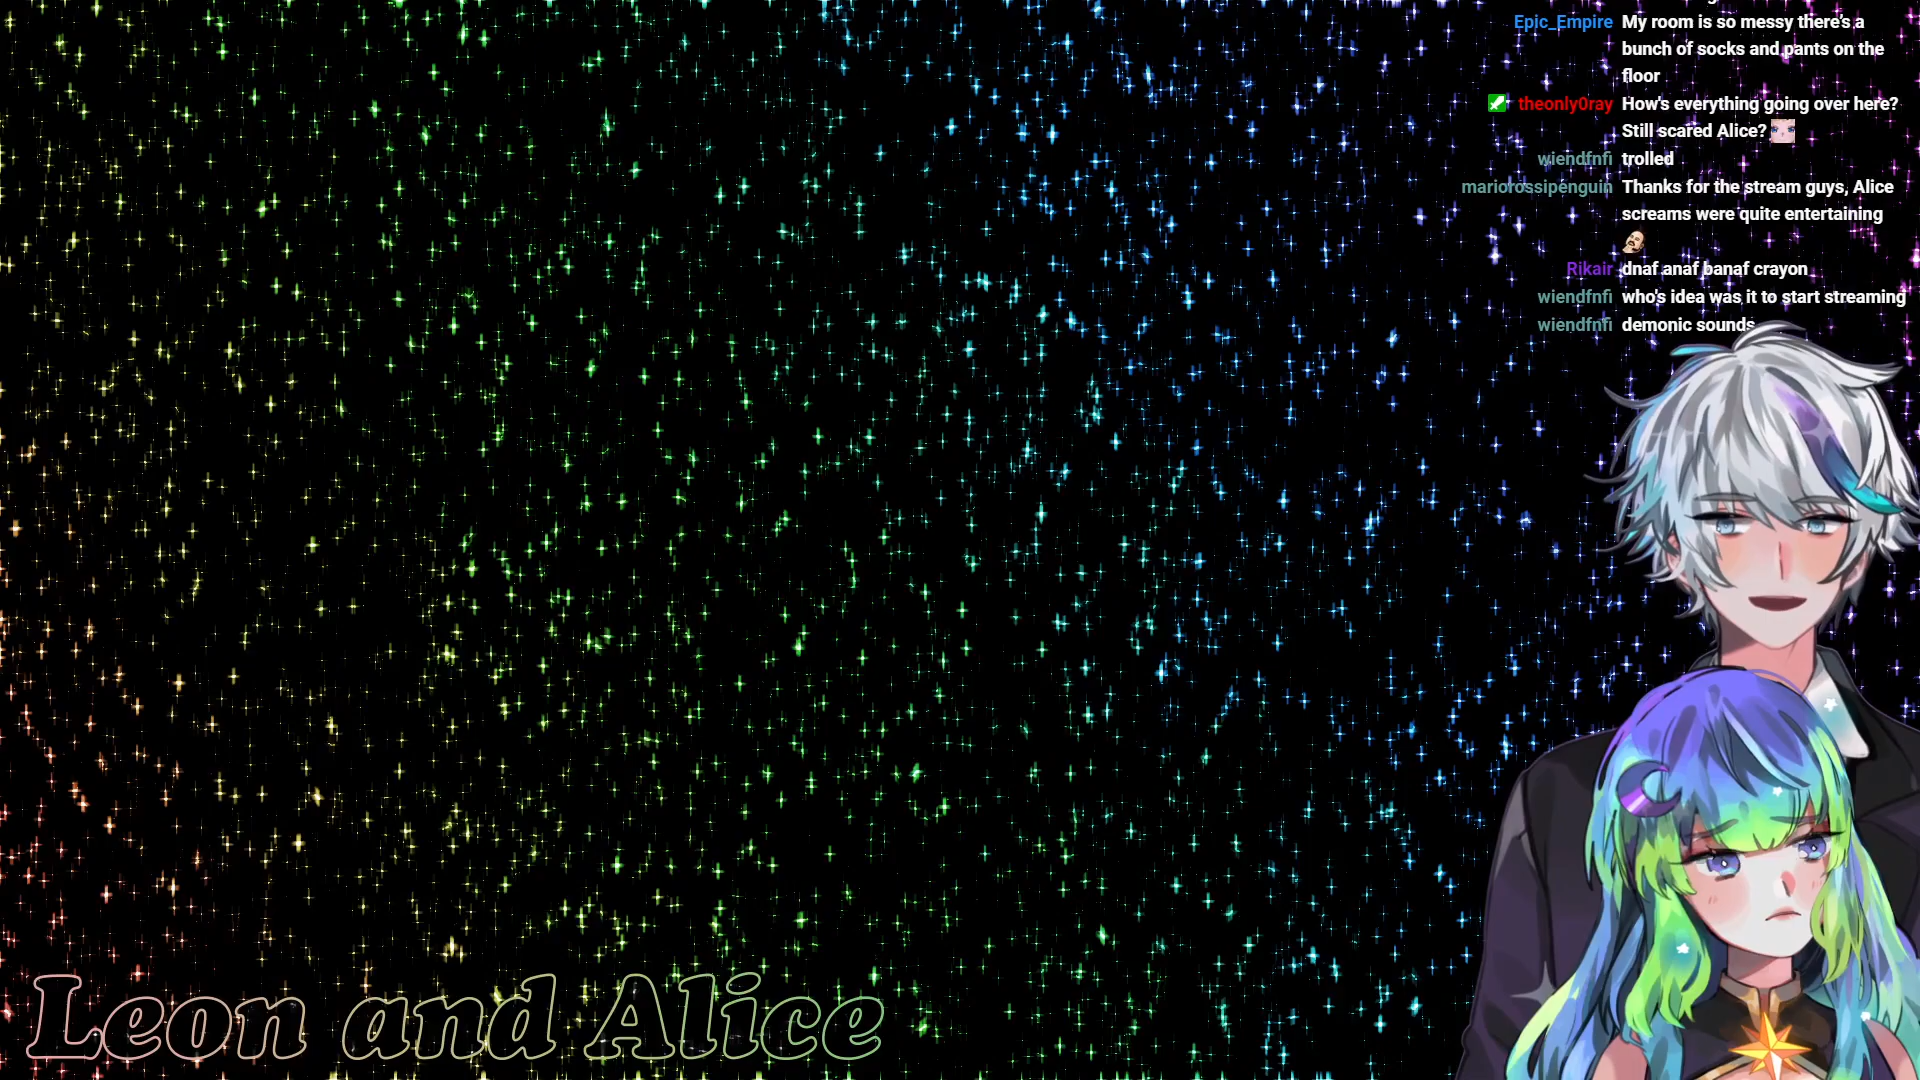 Epic_Empire My room is so messy there's a
bunch of socks and pants on the
floor
theonly0ray How's everything going over here?
Still scared Alice?
wiendfnfi trolled
mariorossipenguin Thanks for the stream guys, Alice
screams were quite entertaining
Rikair dnaf anaf banaf crayon
wiendfnfi who's idea was it to start streaming
wiendfnfi demonic sounds
Leon and Alice